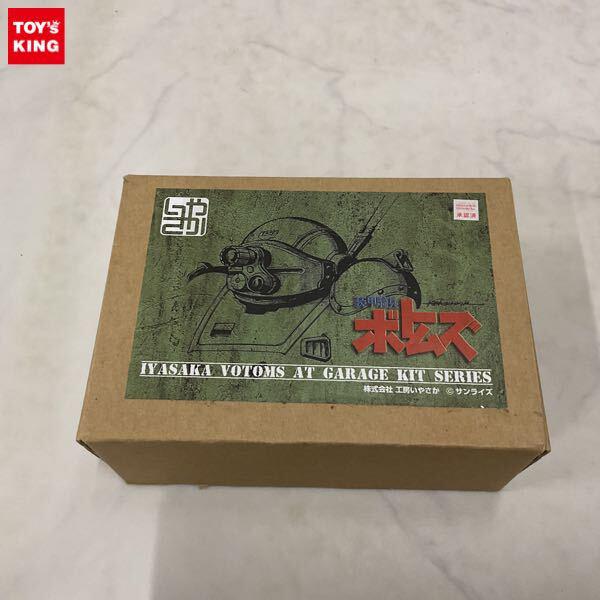 TOY's
KING
いやさか
承認済
装甲騎兵
ボトムズ
IYASAKA VOTOMS AT GARAGE KIT SERIES
株式会社 工房いやさか ©サンライズ